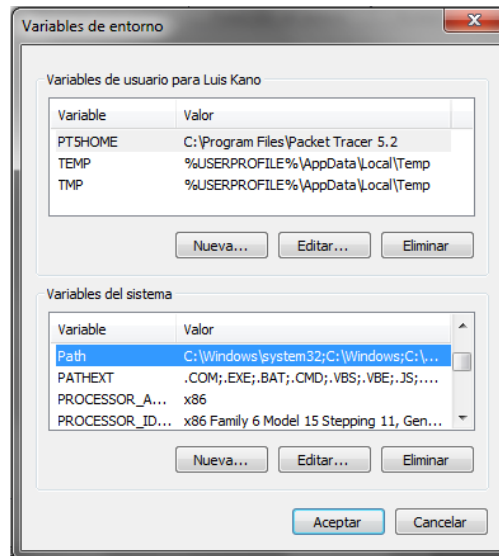 Variables de entorno
Variables de usuario para Luis Kano
Variable Valor
PT5HOME C:\Program Files\Packet Tracer 5.2
TEMP %USERPROFILE%\AppData\Local\Temp
TMP %USERPROFILE%\AppData\Local\Temp
Nueva... Editar... Eliminar
Variables del sistema
Variable Valor
Path C:\Windows\system32;C:\Windows;C:\...
PATHEXT .COM;.EXE;.BAT;.CMD;.VBS;.VBE;.JS;....
PROCESSOR_A... x86
PROCESSOR_ID... x86 Family 6 Model 15 Stepping 11, Gen...
Nueva... Editar... Eliminar
Aceptar Cancelar